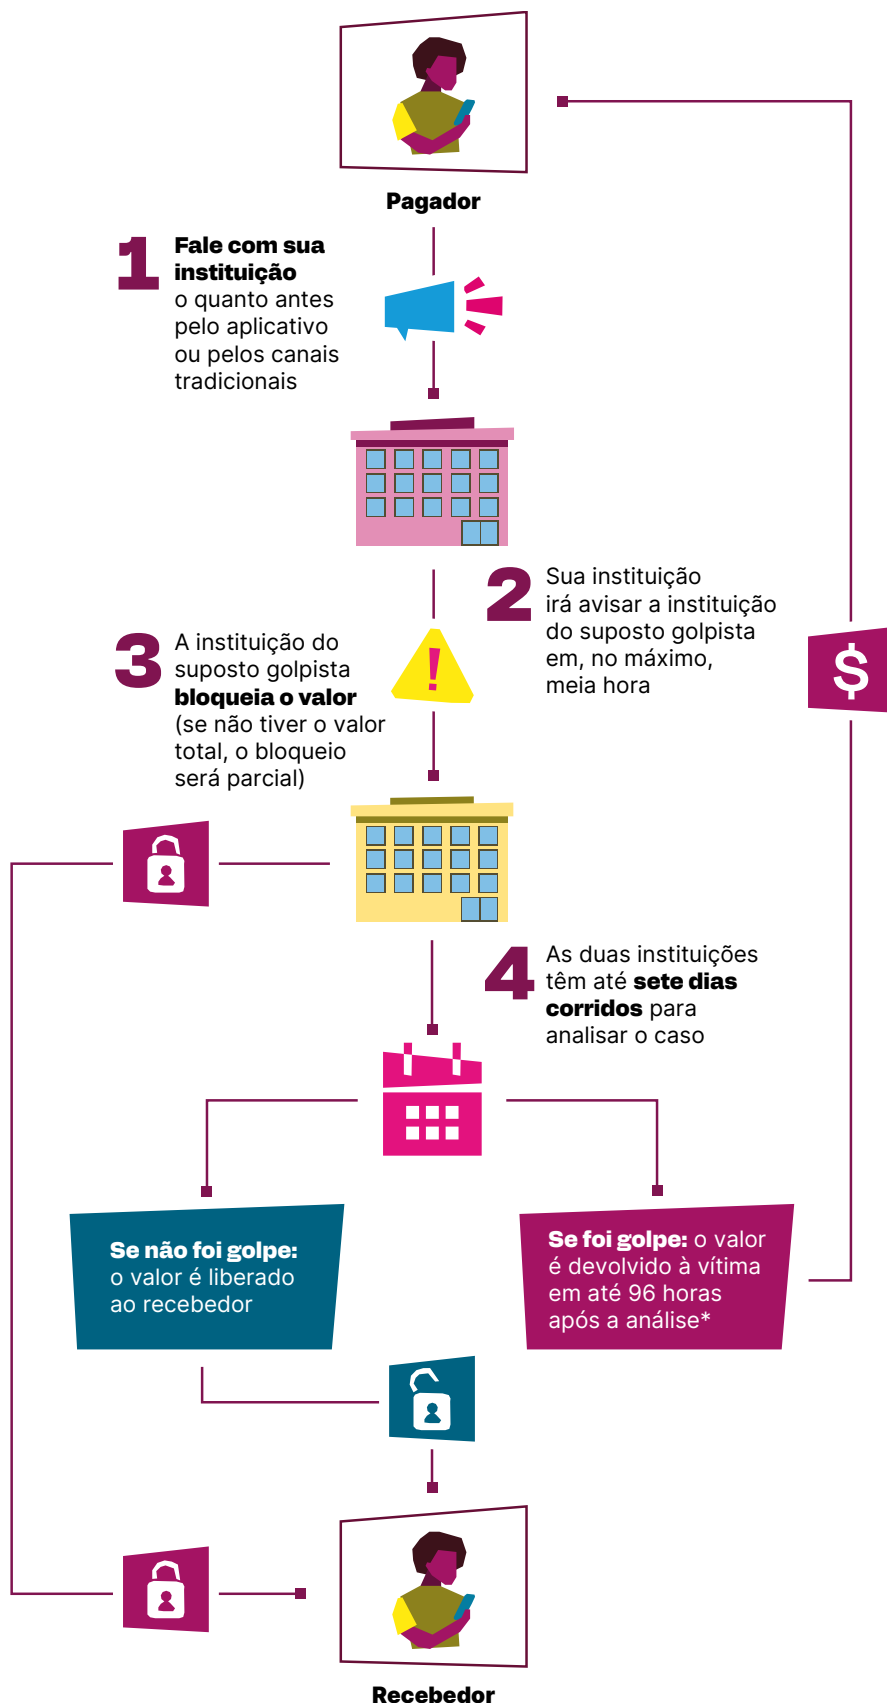 Pagador
1
Fale com sua
instituição
o quanto antes
pelo aplicativo
ou pelos canais
tradicionais
2
Sua instituição
irá avisar a instituição
do suposto golpista
em, no máximo,
meia hora
3
A instituição do
suposto golpista
bloqueia o valor
(se não tiver o valor
total, o bloqueio
será parcial)
!
$
4
As duas instituições
têm até sete dias
corridos para
analisar o caso
Se não foi golpe:
o valor é liberado
ao recebedor
Se foi golpe: o valor
é devolvido à vítima
em até 96 horas
após a análise*
Recebedor